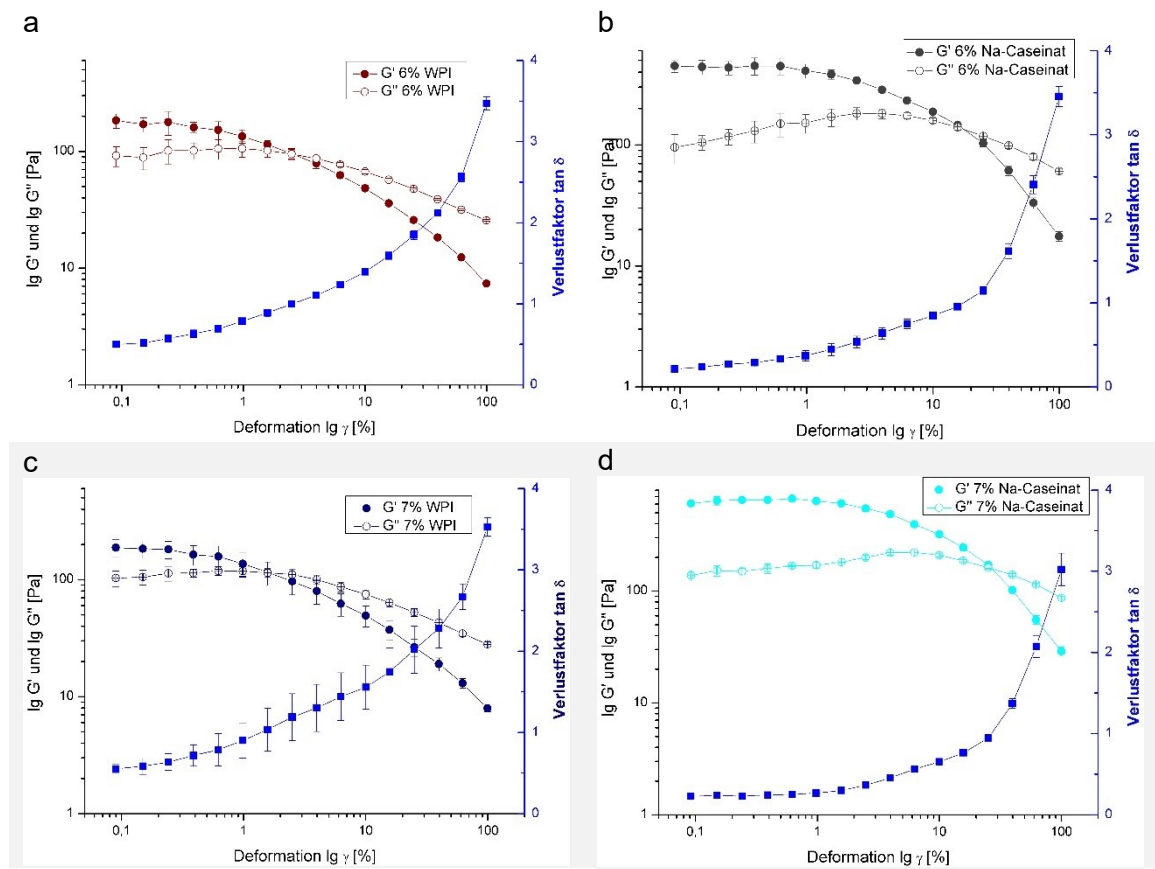 a
G' 6% WPI
G" 6% WPI
lg G' und lg G" [Pa]
100
10
1
0,1
1
10
100
Deformation lg γ [%]
4
3
2
1
0
Verlustfaktor tan δ
b
G' 6% Na-Caseinat
G" 6% Na-Caseinat
lg G' und lg G" [Pa]
100
10
1
0,1
1
10
100
Deformation lg γ [%]
4
3
2
1
0
Verlustfaktor tan δ
c
G' 7% WPI
G" 7% WPI
lg G' und lg G" [Pa]
100
10
1
0,1
1
10
100
Deformation lg γ [%]
4
3
2
1
0
Verlustfaktor tan δ
d
G' 7% Na-Caseinat
G" 7% Na-Caseinat
lg G' und lg G" [Pa]
100
10
1
0,1
1
10
100
Deformation lg γ [%]
4
3
2
1
0
Verlustfaktor tan δ